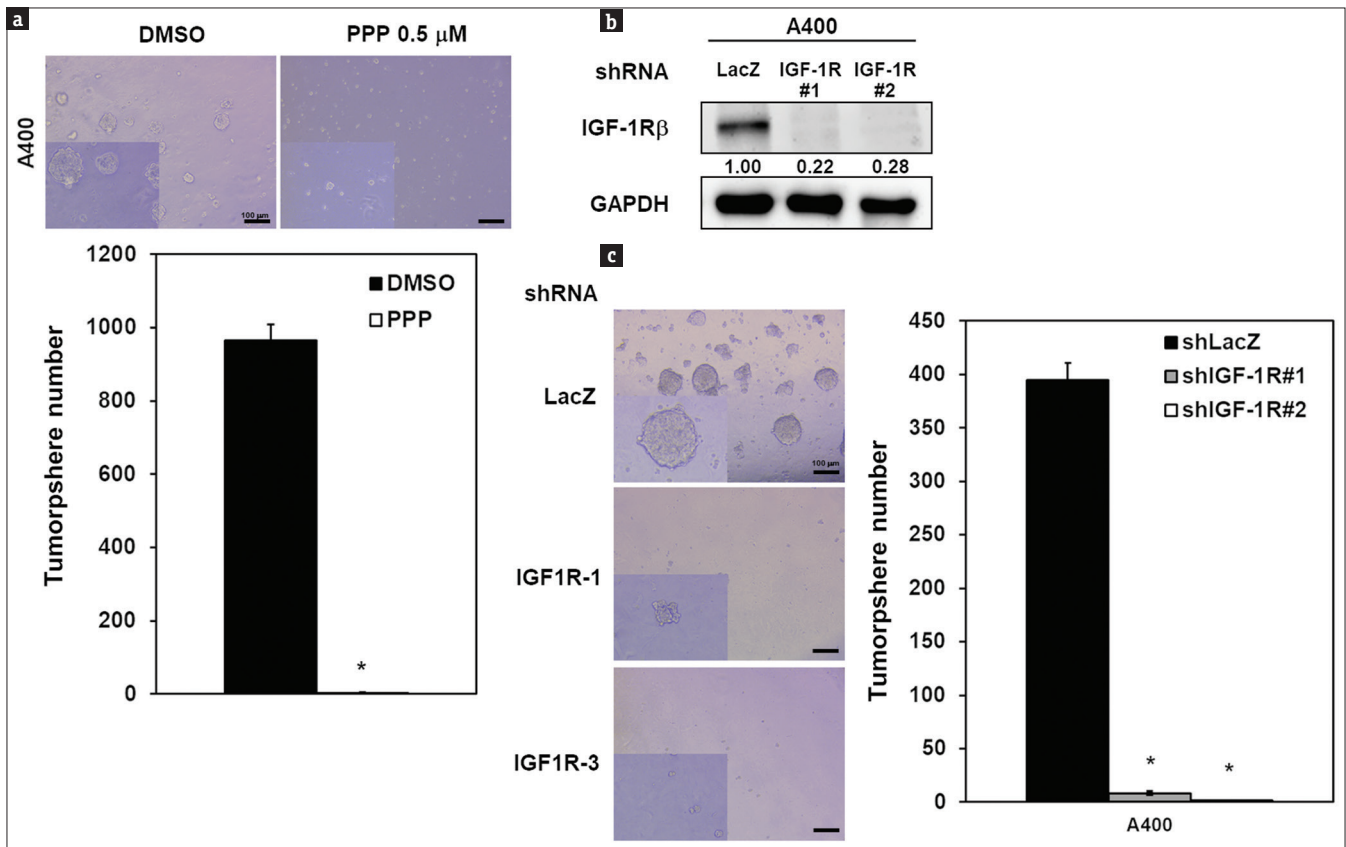 a
DMSO
PPP 0.5 μM
A400
100 μm
1200
1000
800
600
400
200
0
Tumorpshere number
DMSO
PPP
*
b
A400
shRNA
LacZ
IGF-1R
#1
IGF-1R
#2
IGF-1Rβ
1.00 0.22 0.28
GAPDH
c
shRNA
LacZ
100 μm
IGF1R-1
IGF1R-3
450
400
350
300
250
200
150
100
50
0
Tumorpshere number
shLacZ
shIGF-1R#1
shIGF-1R#2
* *
A400